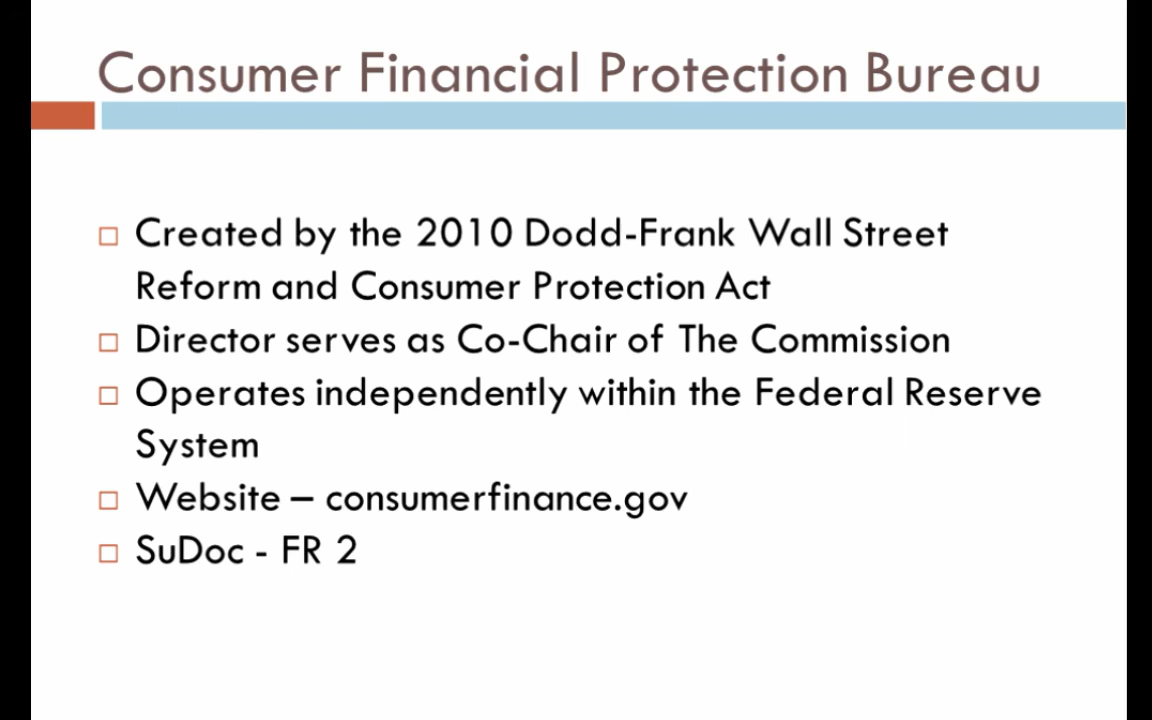 Consumer Financial Protection Bureau
Created by the 2010 Dodd-Frank Wall Street
Reform and Consumer Protection Act
Director serves as Co-Chair of The Commission
Operates independently within the Federal Reserve
System
Website – consumerfinance.gov
SuDoc - FR 2